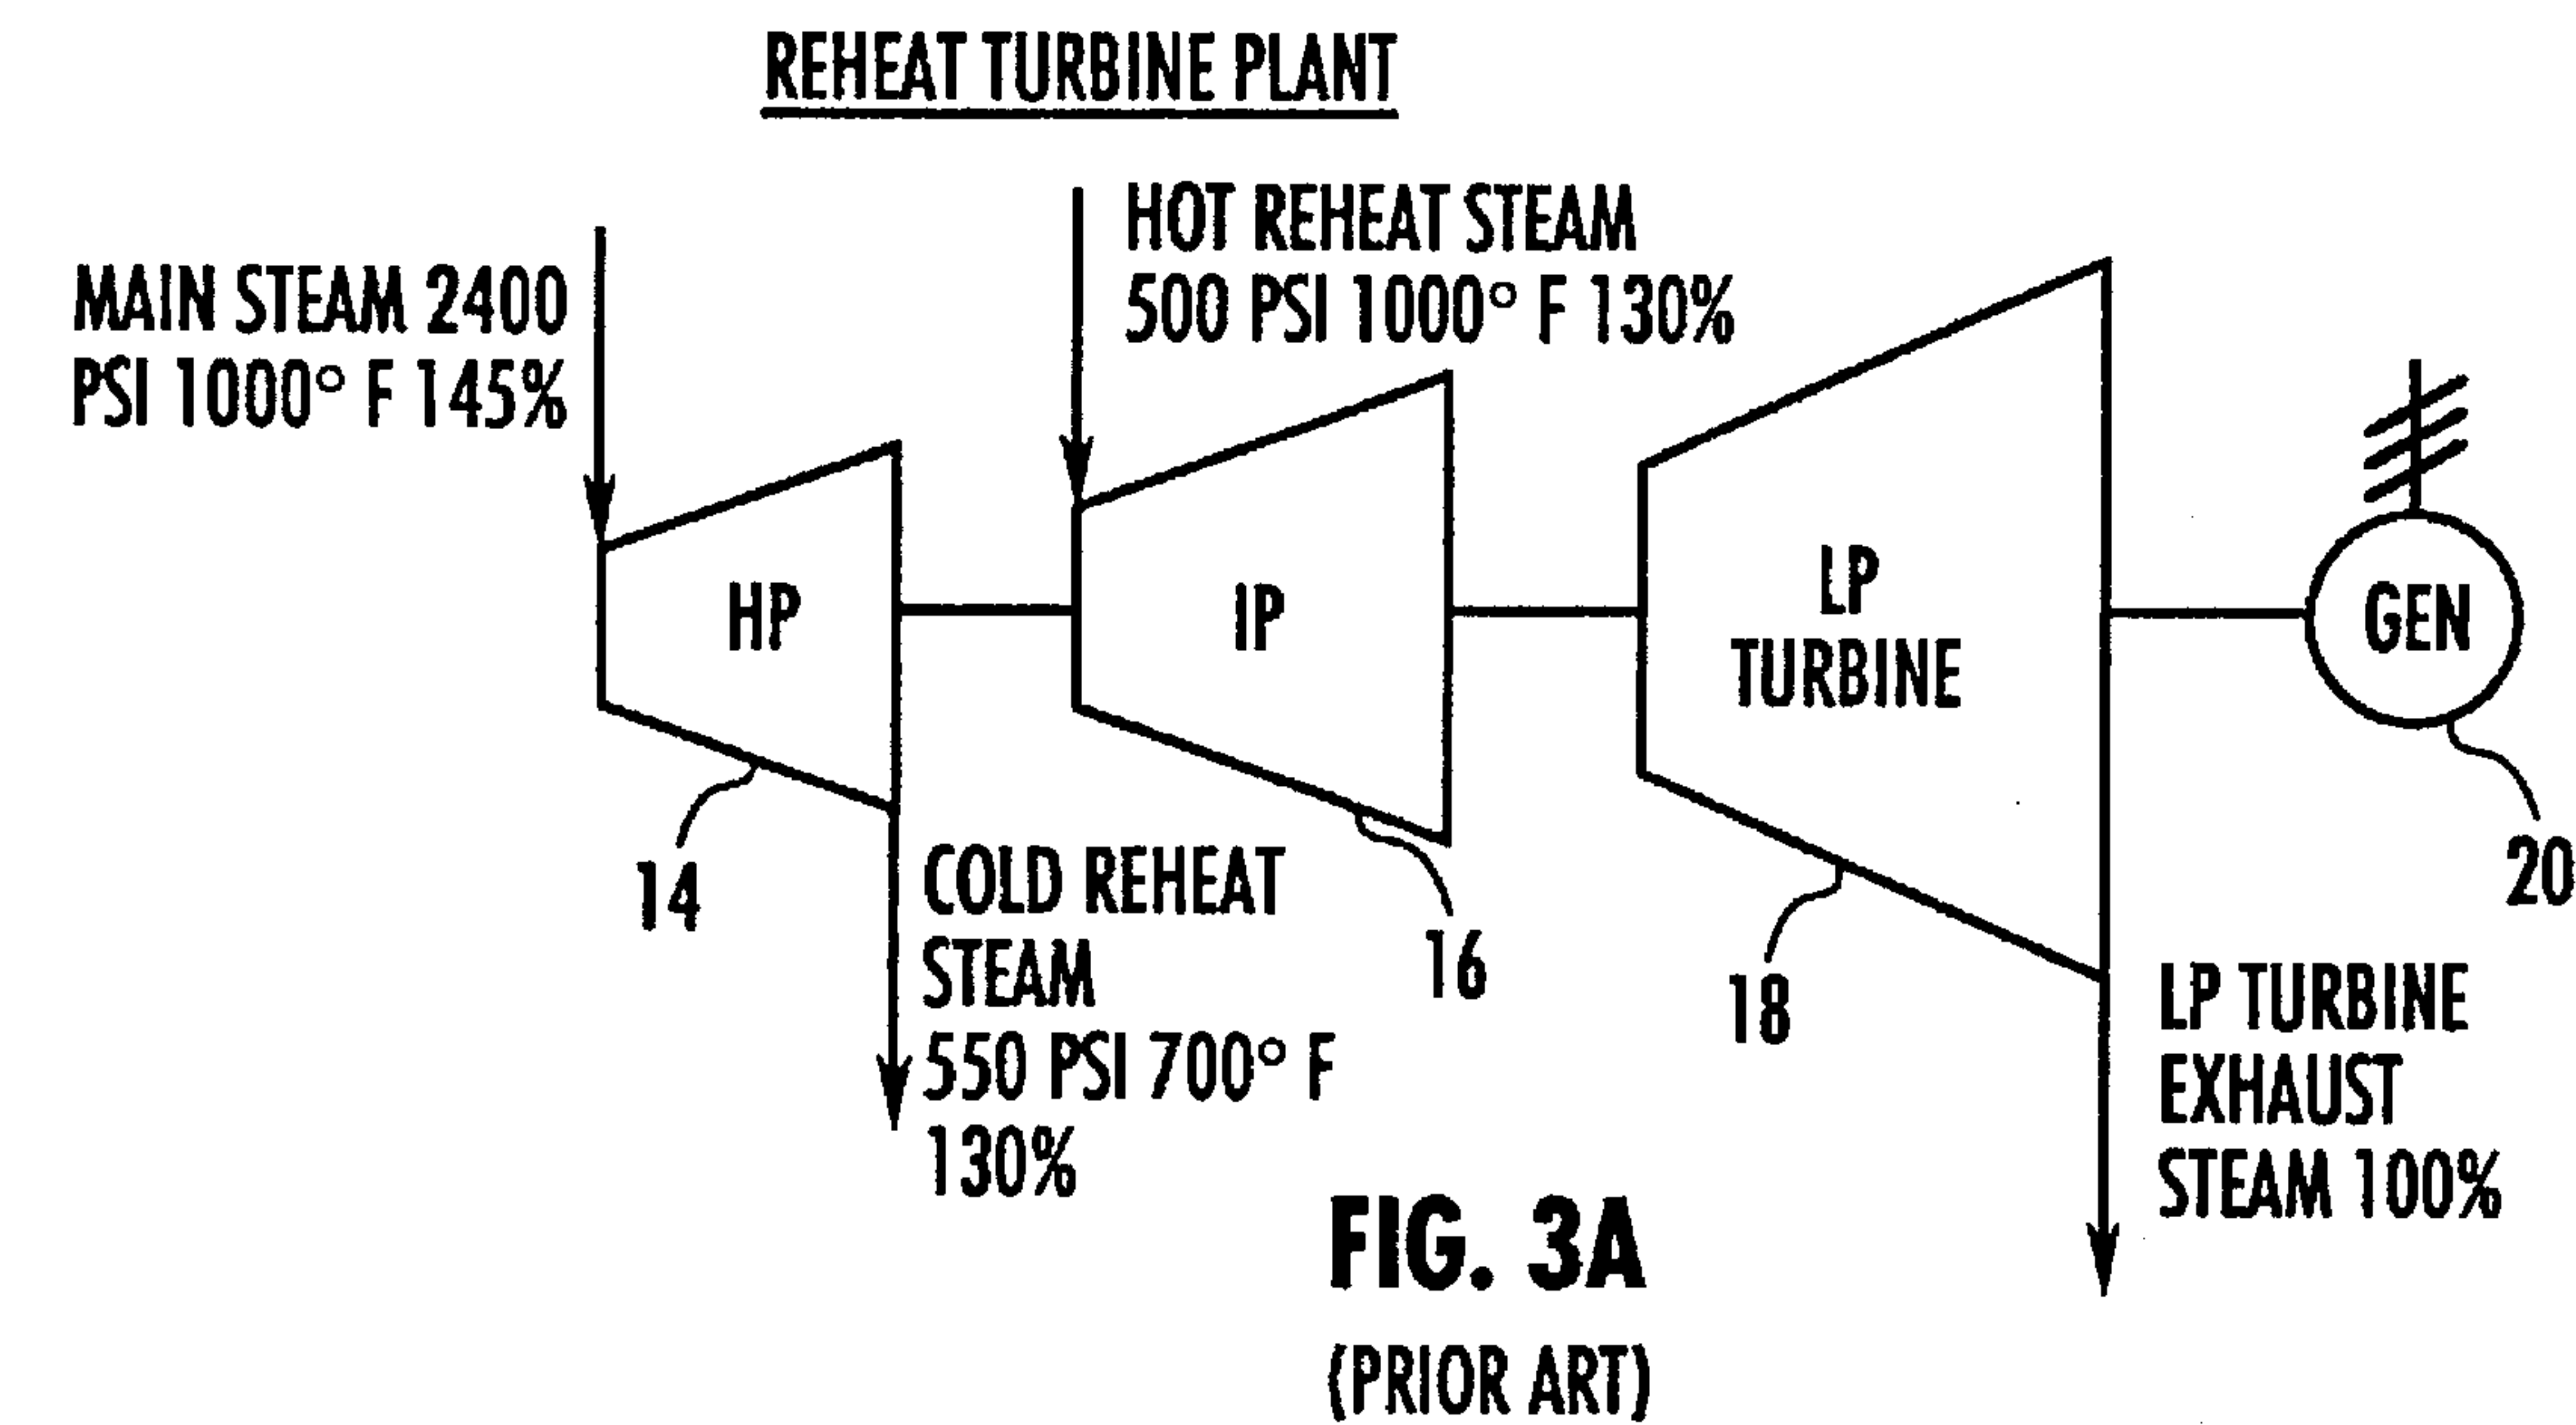 REHEAT TURBINE PLANT
MAIN STEAM 2400
PSI 1000° F 145%
HOT REHEAT STEAM
500 PSI 1000° F 130%
HP
IP
LP
TURBINE
GEN
14
16
18
20
COLD REHEAT
STEAM
550 PSI 700° F
130%
LP TURBINE
EXHAUST
STEAM 100%
FIG. 3A
(PRIOR ART)